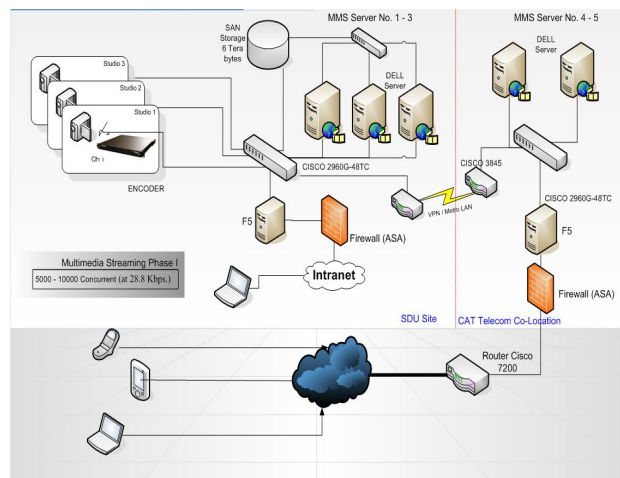 MMS Server No. 1 - 3
MMS Server No. 4 - 5
SAN
Storage
6 Tera
bytes
DELL
Server
DELL
Server
Studio 3
Studio 2
Studio 1
Ch 1
ENCODER
CISCO 2960G-48TC
CISCO 3845
VPN / Metro LAN
CISCO 2960G-48TC
F5
Firewall (ASA)
F5
Multimedia Streaming Phase I
5000 - 10000 Concurrent (at 28.8 Kbps.)
Intranet
Firewall (ASA)
SDU Site
CAT Telecom Co-Location
Router Cisco
7200